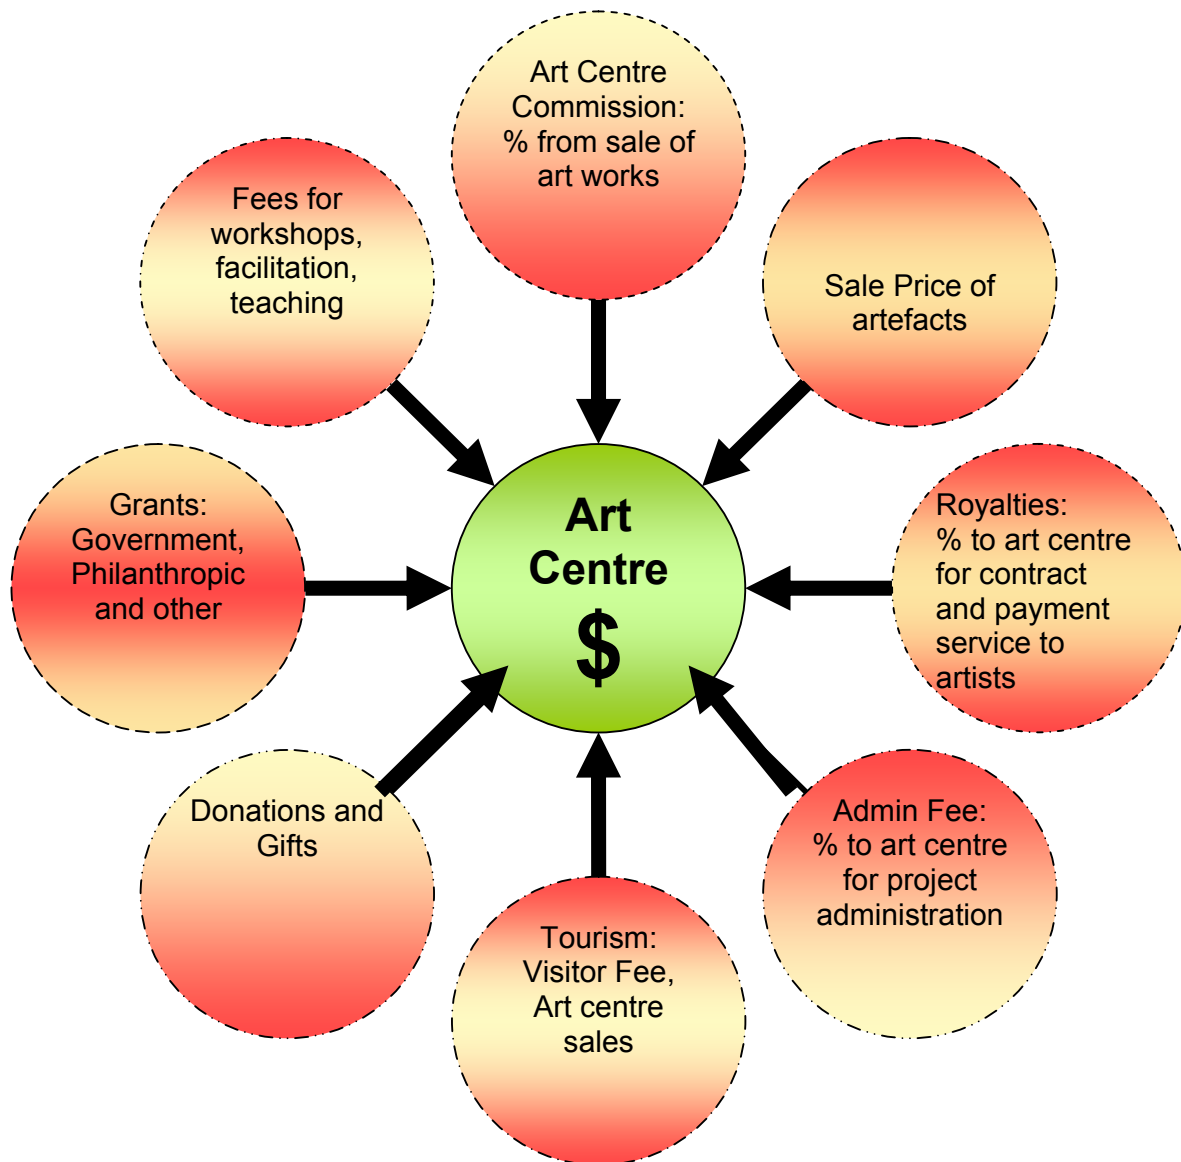 Art Centre
Commission:
% from sale of
art works
Fees for
workshops,
facilitation,
teaching
Sale Price of
artefacts
Grants:
Government,
Philanthropic
and other
Art
Centre
$
Royalties:
% to art centre
for contract
and payment
service to
artists
Donations and
Gifts
Admin Fee:
% to art centre
for project
administration
Tourism:
Visitor Fee,
Art centre
sales